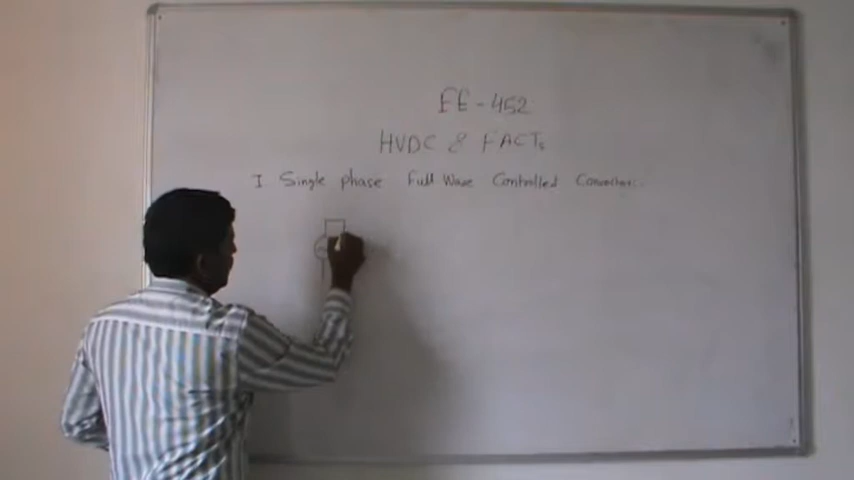 EE-452
HVDC & FACTs
I Single phase Full Wave Controlled Converter: